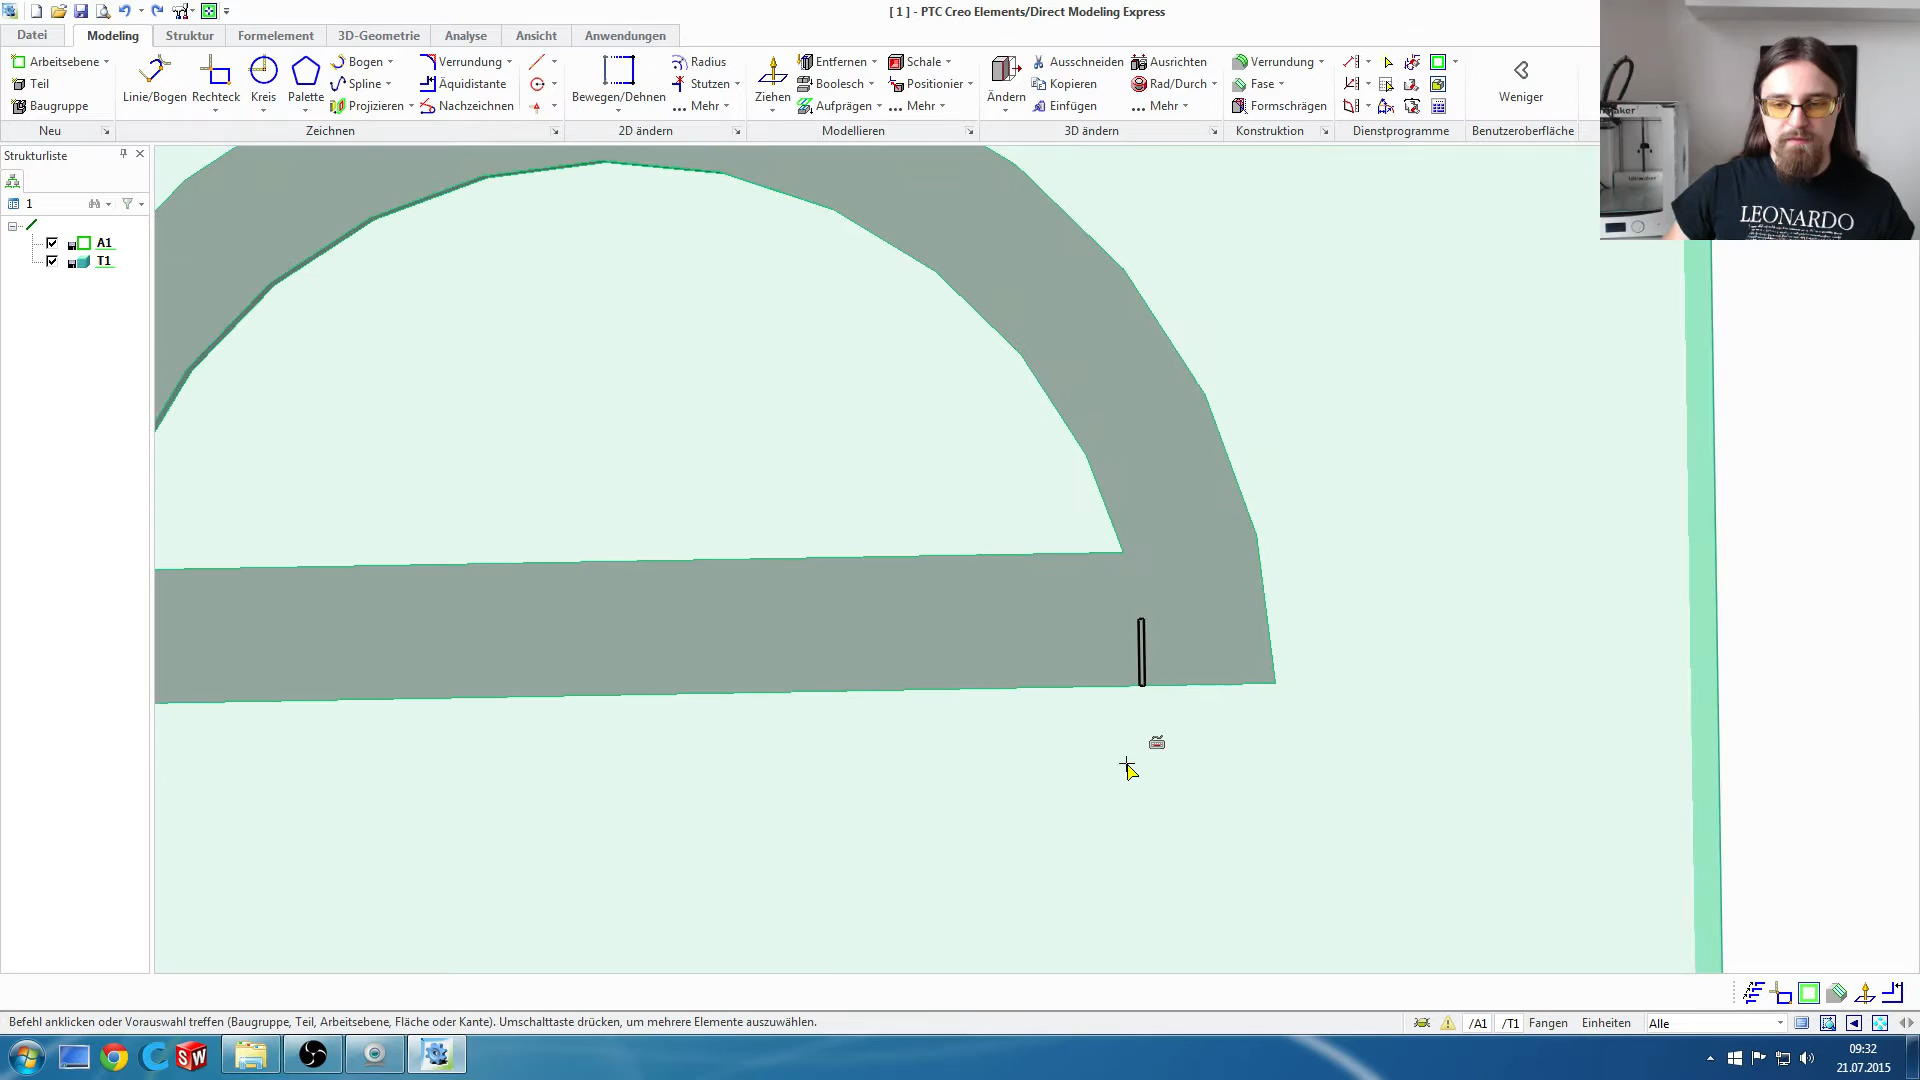 [ 1 ] - PTC Creo Elements/Direct Modeling Express
Datei Modeling Struktur Formelement 3D-Geometrie Analyse Ansicht Anwendungen
Arbeitsebene
Teil
Baugruppe
Neu
Linie/Bogen Rechteck Kreis Palette
Bogen
Spline
Projizieren
Verrundung
Äquidistante
Nachzeichnen
Zeichnen
Bewegen/Dehnen
Radius
Stutzen
Mehr
2D ändern
Ziehen
Entfernen
Boolesch
Aufprägen
Schale
Positionier
Mehr
Modellieren
Ändern
Ausschneiden
Kopieren
Einfügen
Ausrichten
Rad/Durch
Mehr
3D ändern
Verrundung
Fase
Formschrägen
Konstruktion
Dienstprogramme
Weniger
Benutzeroberfläche
Strukturliste
1
A1
T1
LEONARDO
Befehl anklicken oder Vorauswahl treffen (Baugruppe, Teil, Arbeitsebene, Fläche oder Kante). Umschalttaste drücken, um mehrere Elemente auszuwählen.
/A1 /T1 Fangen Einheiten Alle
SW
09:32
21.07.2015